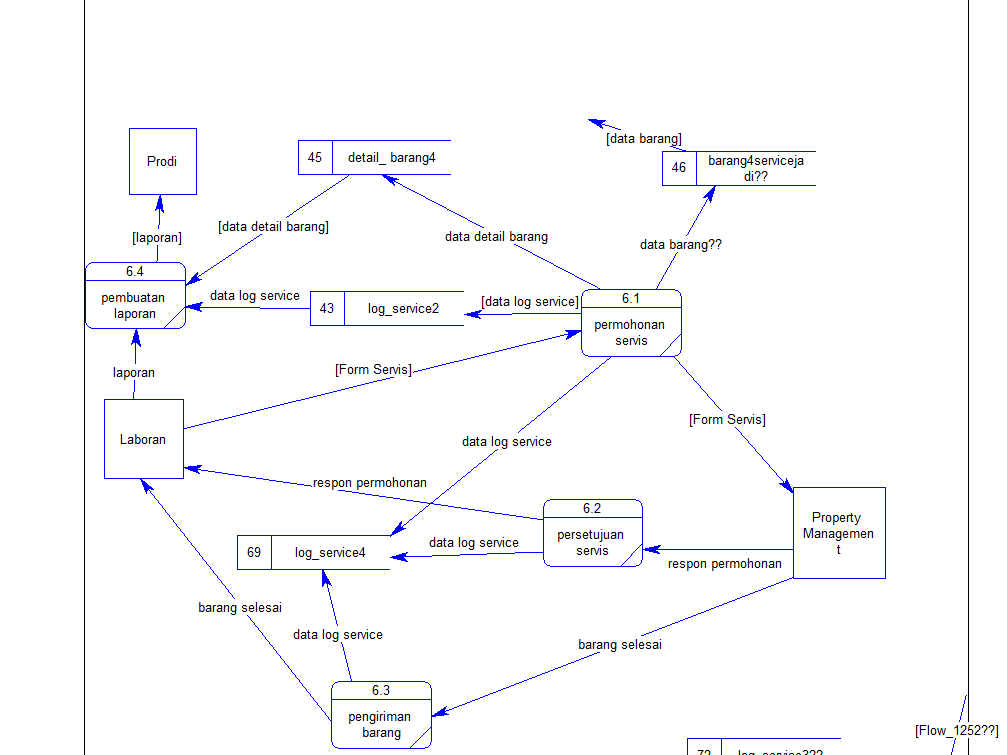 [data barang]
45
detail_ barang4
46
barang4serviceja
di??
Prodi
[laporan]
[data detail barang]
data detail barang
data barang??
6.4
pembuatan
laporan
data log service
43
log_service2
[data log service]
6.1
permohonan
servis
laporan
[Form Servis]
[Form Servis]
Laboran
data log service
respon permohonan
6.2
persetujuan
servis
Property
Managemen
t
69
log_service4
data log service
respon permohonan
barang selesai
data log service
barang selesai
6.3
pengiriman
barang
[Flow_1252??]
72
log_service3??